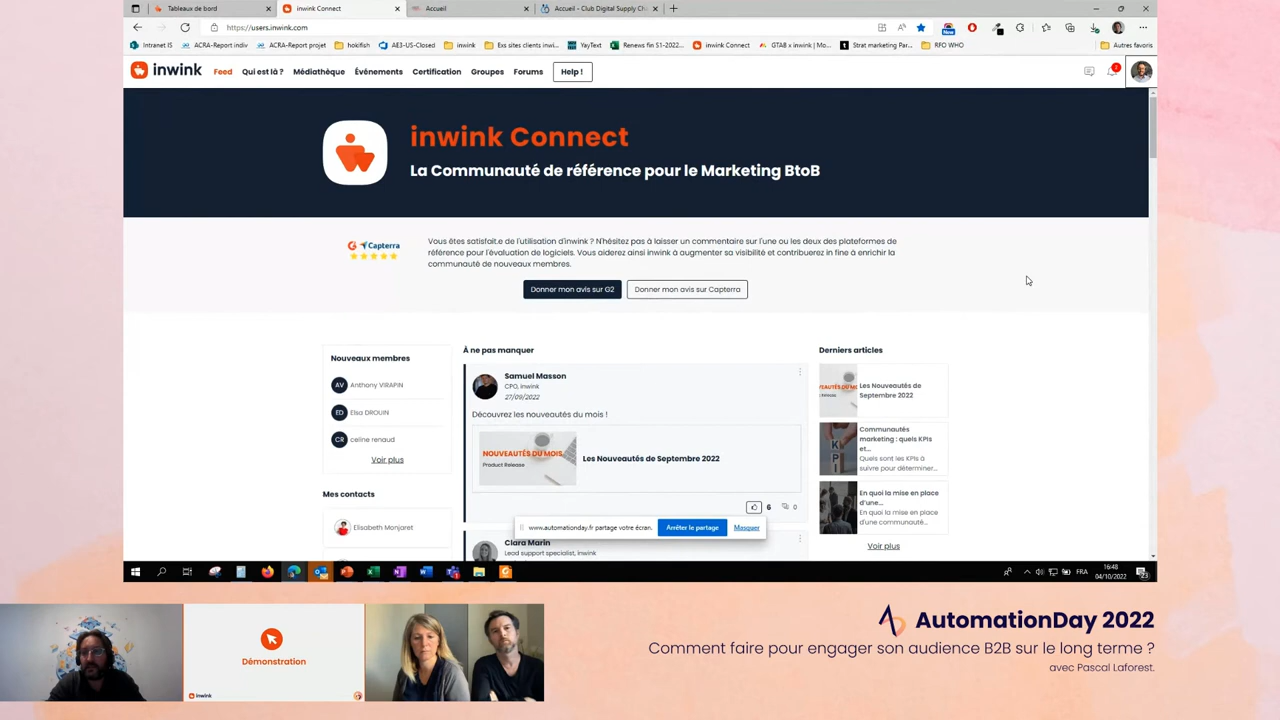 Tableaux de bord
inwink Connect
Accueil
Accueil - Club Digital Supply Cha
https://users.inwink.com
Intranet IS
ACRA-Report indiv
ACRA-Report projet
hokifish
AE3-US-Closed
inwink
Exs sites clients inwi...
YayText
Renews fin S1-2022...
inwink Connect
GTAB x inwink | Mo...
Strat marketing Par...
RFO WHO
Autres favoris
inwink
Feed
Qui est là ?
Médiathèque
Événements
Certification
Groupes
Forums
Help !
7
inwink Connect
La Communauté de référence pour le Marketing BtoB
Capterra
Vous êtes satisfait.e de l'utilisation d'inwink ? N'hésitez pas à laisser un commentaire sur l'une ou les deux des plateformes de
référence pour l'évaluation de logiciels. Vous aiderez ainsi inwink à augmenter sa visibilité et contribuerez in fine à enrichir la
communauté de nouveaux membres.
Donner mon avis sur G2
Donner mon avis sur Capterra
Nouveaux membres
AV Anthony VIRAPIN
ED Elsa DROUIN
CR celine renaud
Voir plus
Mes contacts
Elisabeth Monjaret
À ne pas manquer
Samuel Masson
CPO, inwink
27/09/2022
Découvrez les nouveautés du mois !
NOUVEAUTÉS DU MOIS
Product Release
Les Nouveautés de Septembre 2022
6
0
www.automationday.fr partage votre écran.
Arrêter le partage
Masquer
Clara Marin
Lead support specialist, inwink
Derniers articles
Les Nouveautés de
Septembre 2022
Communautés
marketing : quels KPIs
et...
Quels sont les KPIs à
suivre pour déterminer...
En quoi la mise en place
d'une...
En quoi la mise en place
d'une communauté...
Voir plus
FRA
16:48
04/10/2022
Démonstration
inwink
AutomationDay 2022
Comment faire pour engager son audience B2B sur le long terme ?
avec Pascal Laforest.